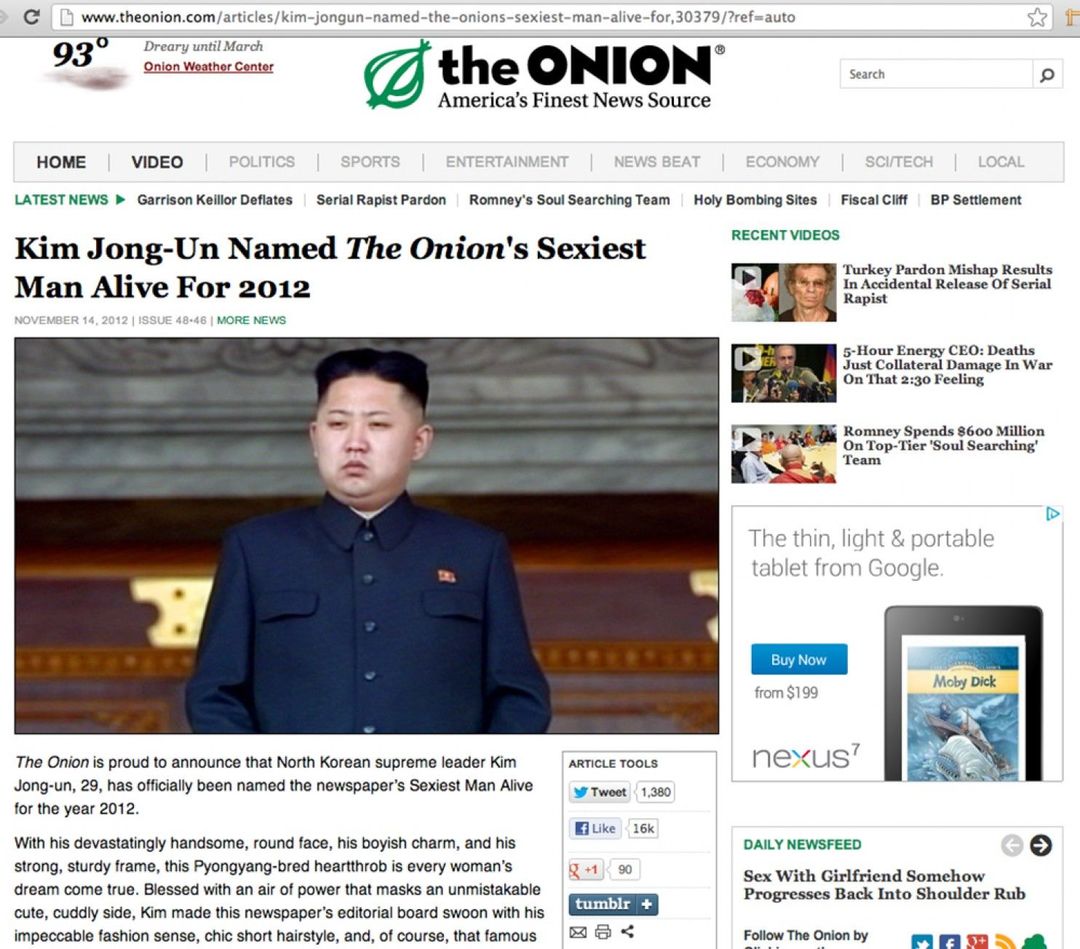 www.theonion.com/articles/kim-jongun-named-the-onions-sexiest-man-alive-for,30379/?ref=auto
93°
Dreary until March
Onion Weather Center
the ONION®
America's Finest News Source
Search
HOME
VIDEO
POLITICS
SPORTS
ENTERTAINMENT
NEWS BEAT
ECONOMY
SCI/TECH
LOCAL
LATEST NEWS
Garrison Keillor Deflates
Serial Rapist Pardon
Romney's Soul Searching Team
Holy Bombing Sites
Fiscal Cliff
BP Settlement
Kim Jong-Un Named The Onion's Sexiest
Man Alive For 2012
NOVEMBER 14, 2012 | ISSUE 48•46 | MORE NEWS
The Onion is proud to announce that North Korean supreme leader Kim
Jong-un, 29, has officially been named the newspaper's Sexiest Man Alive
for the year 2012.
With his devastatingly handsome, round face, his boyish charm, and his
strong, sturdy frame, this Pyongyang-bred heartthrob is every woman's
dream come true. Blessed with an air of power that masks an unmistakable
cute, cuddly side, Kim made this newspaper's editorial board swoon with his
impeccable fashion sense, chic short hairstyle, and, of course, that famous
ARTICLE TOOLS
Tweet 1,380
Like 16k
g +1 90
tumblr +
RECENT VIDEOS
Turkey Pardon Mishap Results
In Accidental Release Of Serial
Rapist
5-Hour Energy CEO: Deaths
Just Collateral Damage In War
On That 2:30 Feeling
Romney Spends $600 Million
On Top-Tier 'Soul Searching'
Team
The thin, light & portable
tablet from Google.
Buy Now
from $199
nexus 7
Moby Dick
DAILY NEWSFEED
Sex With Girlfriend Somehow
Progresses Back Into Shoulder Rub
Follow The Onion by